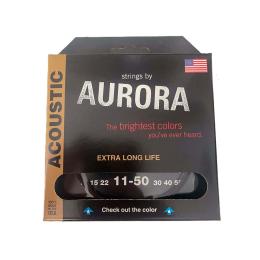 ACOUSTIC
strings by
AURORA
The brightest colors
you've ever heard.
EXTRA LONG LIFE
15 22 11-50 30 40
Check out the color